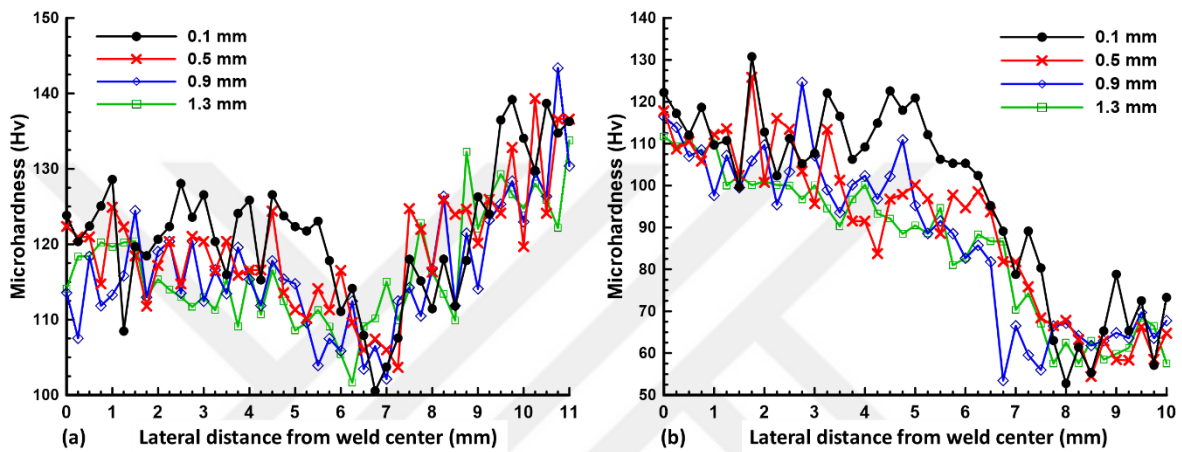 150
140
130
120
110
100
Microhardness (Hv)
0.1 mm
0.5 mm
0.9 mm
1.3 mm
0 1 2 3 4 5 6 7 8 9 10 11
(a) Lateral distance from weld center (mm)
140
130
120
110
100
90
80
70
60
50
Microhardness (Hv)
0.1 mm
0.5 mm
0.9 mm
1.3 mm
0 1 2 3 4 5 6 7 8 9 10
(b) Lateral distance from weld center (mm)